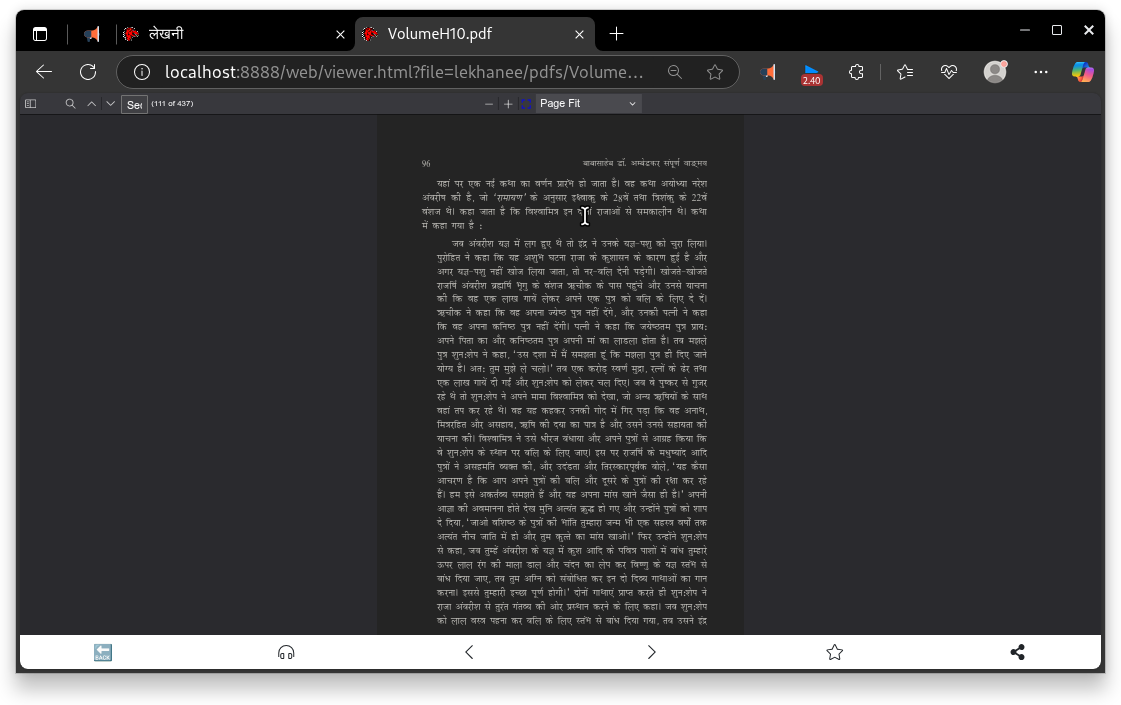 लेखनी
VolumeH10.pdf
localhost:8888/web/viewer.html?file=lekhanee/pdfs/Volume...
2.40
(111 of 437)
Page Fit
96 बाबासाहेब डॉ. अम्बेडकर संपूर्ण वाङ्मय
यहां पर एक नई कथा का वर्णन प्रारंभ हो जाता है। वह कथा अयोध्या नरेश
अंबरीष की है, जो ‘रामायण’ के अनुसार इक्ष्वाकु के 28वें तथा त्रिशंकु के 22वें
वंशज थे। कहा जाता है कि विश्वामित्र इन राजाओं से समकालीन थे। कथा
में कहा गया है :
जब अंबरीश यज्ञ में लग हुए थे तो इंद्र ने उनके यज्ञ-पशु को चुरा लिया।
पुरोहित ने कहा कि यह अशुभ घटना राजा के कुशासन के कारण हुई है और
अगर यज्ञ-पशु नहीं खोज लिया जाता, तो नर-बलि देनी पड़ेगी। खोजते-खोजते
राजर्षि अंबरीश ब्रह्मर्षि भृगु के वंशज ऋचीक के पास पहुंचे और उनसे याचना
की कि वह एक लाख गायें लेकर अपने एक पुत्र को बलि के लिए दे दें।
ऋचीक ने कहा कि वह अपना ज्येष्ठ पुत्र नहीं देंगे, और उनकी पत्नी ने कहा
कि वह अपना कनिष्ठ पुत्र नहीं देंगी। पत्नी ने कहा कि जयेष्ठतम पुत्र प्रायः
अपने पिता का और कनिष्ठतम पुत्र अपनी मां का लाडला होता है। तब मझले
पुत्र शुनःशेप ने कहा, ‘उस दशा में मैं समझता हूं कि मझला पुत्र ही दिए जाने
योग्य है। अतः तुम मुझे ले चलो।’ तब एक करोड़ स्वर्ण मुद्रा, रत्नों के ढेर तथा
एक लाख गायें दी गईं और शुनःशेप को लेकर चल दिए। जब वे पुष्कर से गुजर
रहे थे तो शुनःशेप ने अपने मामा विश्वामित्र को देखा, जो अन्य ऋषियों के साथ
वहां तप कर रहे थे। वह यह कहकर उनकी गोद में गिर पड़ा कि वह अनाथ,
मित्ररहित और असहाय, ऋषि की दया का पात्र है और उसने उनसे सहायता की
याचना की। विश्वामित्र ने उसे धीरज बंधाया और अपने पुत्रों से आग्रह किया कि
वे शुनःशेप के स्थान पर बलि के लिए जाएं। इस पर राजर्षि के मधुष्यांद आदि
पुत्रों ने असहमति व्यक्त की, और उदंडता और तिरस्कारपूर्वक बोले, ‘यह कैसा
आचरण है कि आप अपने पुत्रों की बलि और दूसरे के पुत्रों की रक्षा कर रहे
हैं। हम इसे अकर्तव्य समझते हैं और यह अपना मांस खाने जैसा ही है।’ अपनी
आज्ञा की अवमानना होते देख मुनि अत्यंत क्रुद्ध हो गए और उन्होंने पुत्रों को शाप
दे दिया, ‘जाओ वशिष्ठ के पुत्रों की भांति तुम्हारा जन्म भी एक सहस्त्र वर्षों तक
अत्यंत नीच जाति में हो और तुम कुत्ते का मांस खाओ।’ फिर उन्होंने शुनःशेप
से कहा, जब तुम्हें अंबरीश के यज्ञ में कुश आदि के पवित्र पाशों में बांध तुम्हारे
ऊपर लाल रंग की माला डाल और चंदन का लेप कर विष्णु के यज्ञ स्तंभ से
बांध दिया जाए, तब तुम अग्नि को संबोधित कर इन दो दिव्य गाथाओं का गान
करना। इससे तुम्हारी इच्छा पूर्ण होगी।’ दोनों गाथाएं प्राप्त करते ही शुनःशेप ने
राजा अंबरीश से तुरंत गंतव्य की ओर प्रस्थान करने के लिए कहा। जब शुनःशेप
को लाल वस्त्र पहना कर बलि के लिए स्तंभ से बांध दिया गया, तब उसने इंद्र
BACK